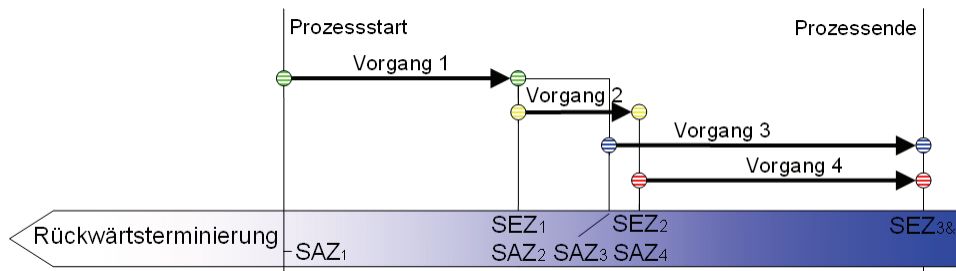 Prozessstart
Prozessende
Vorgang 1
Vorgang 2
Vorgang 3
Vorgang 4
Rückwärtsterminierung
SAZ1
SEZ1
SAZ2
SAZ3
SEZ2
SAZ4
SEZ3&